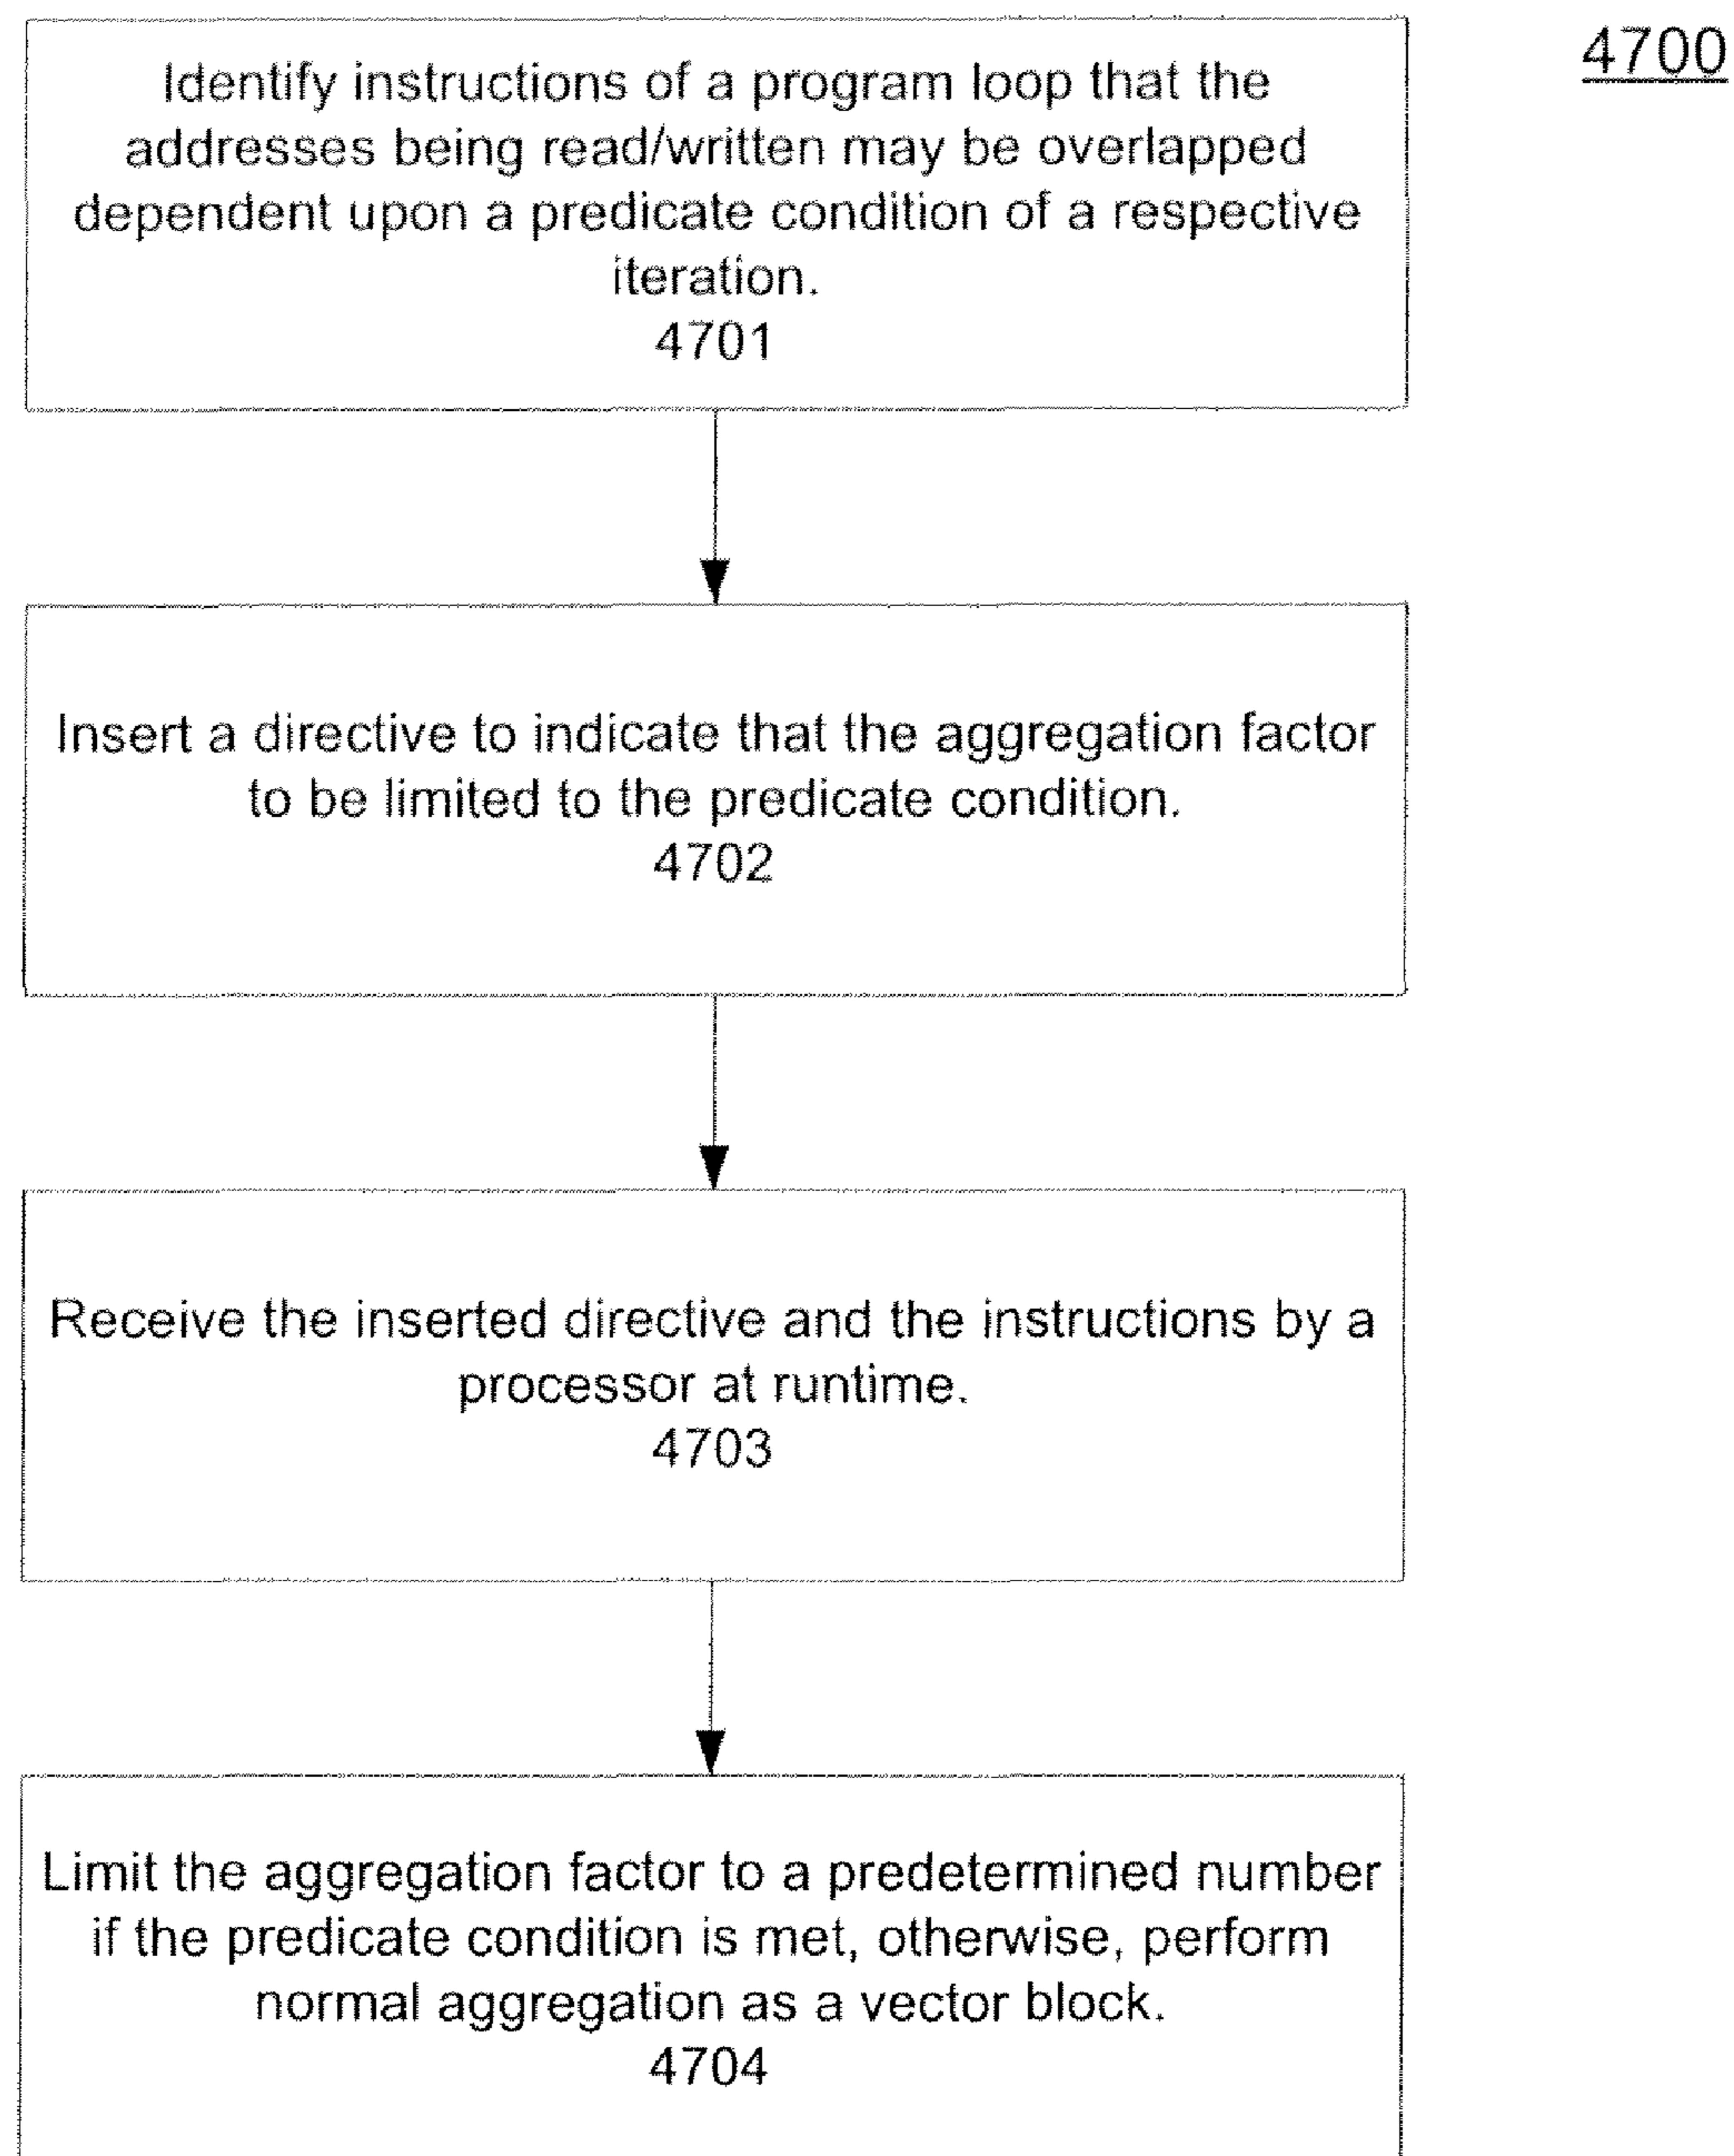 4700
Identify instructions of a program loop that the
addresses being read/written may be overlapped
dependent upon a predicate condition of a respective
iteration.
4701
Insert a directive to indicate that the aggregation factor
to be limited to the predicate condition.
4702
Receive the inserted directive and the instructions by a
processor at runtime.
4703
Limit the aggregation factor to a predetermined number
if the predicate condition is met, otherwise, perform
normal aggregation as a vector block.
4704